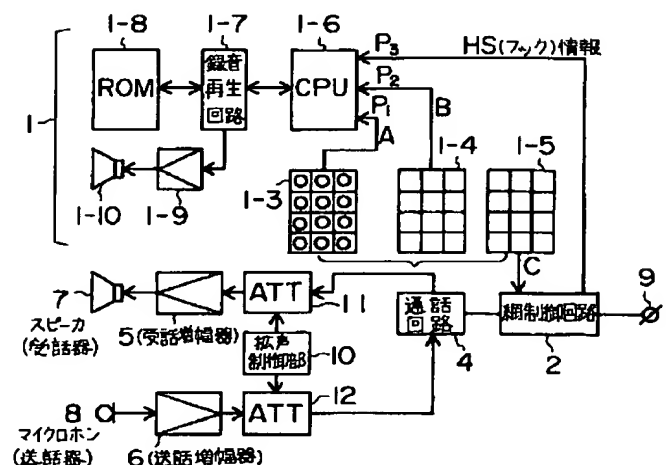 1-8
1-7
1-6
P3
HS(フック)情報
ROM
録音
再生
回路
CPU
P2
P1
B
A
1
1-4
1-5
1-10
1-9
1-3
C
7
スピーカ
(受話器)
5(受話増幅器)
ATT
11
通話
回路
4
網制御回路
2
9
拡声
制御部
10
8
マイクロホン
(送話器)
6(送話増幅器)
ATT
12